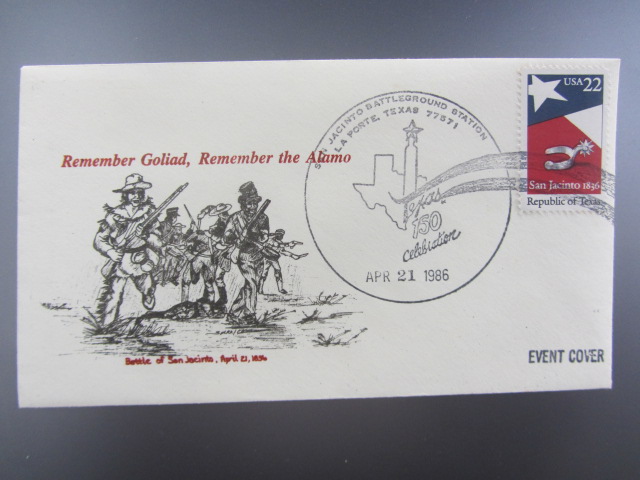 Remember Goliad, Remember the Alamo
Battle of San Jacinto, April 21, 1836
SAN JACINTO BATTLEGROUND STATION
LA PORTE, TEXAS 77571
Texas
150
Celebration
APR 21 1986
USA 22
San Jacinto 1836
Republic of Texas
EVENT COVER